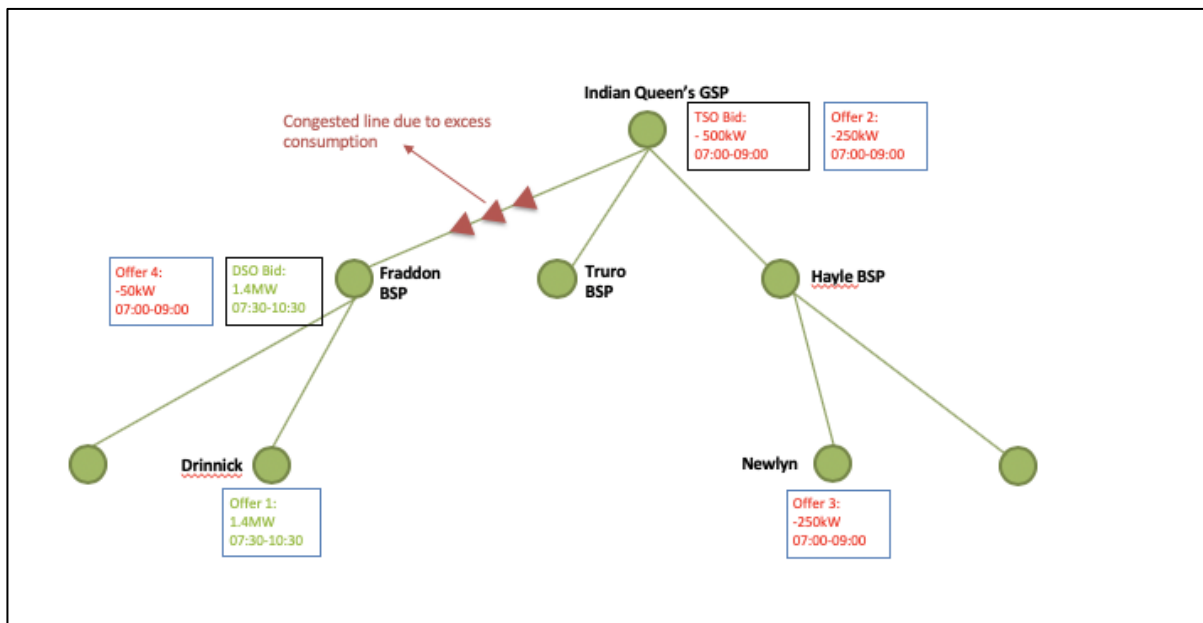 Indian Queen's GSP
Congested line due to excess
consumption
TSO Bid:
- 500kW
07:00-09:00
Offer 2:
-250kW
07:00-09:00
Offer 4:
-50kW
07:00-09:00
DSO Bid:
1.4MW
07:30-10:30
Fraddon
BSP
Truro
BSP
Hayle BSP
Drinnick
Newlyn
Offer 1:
1.4MW
07:30-10:30
Offer 3:
-250kW
07:00-09:00